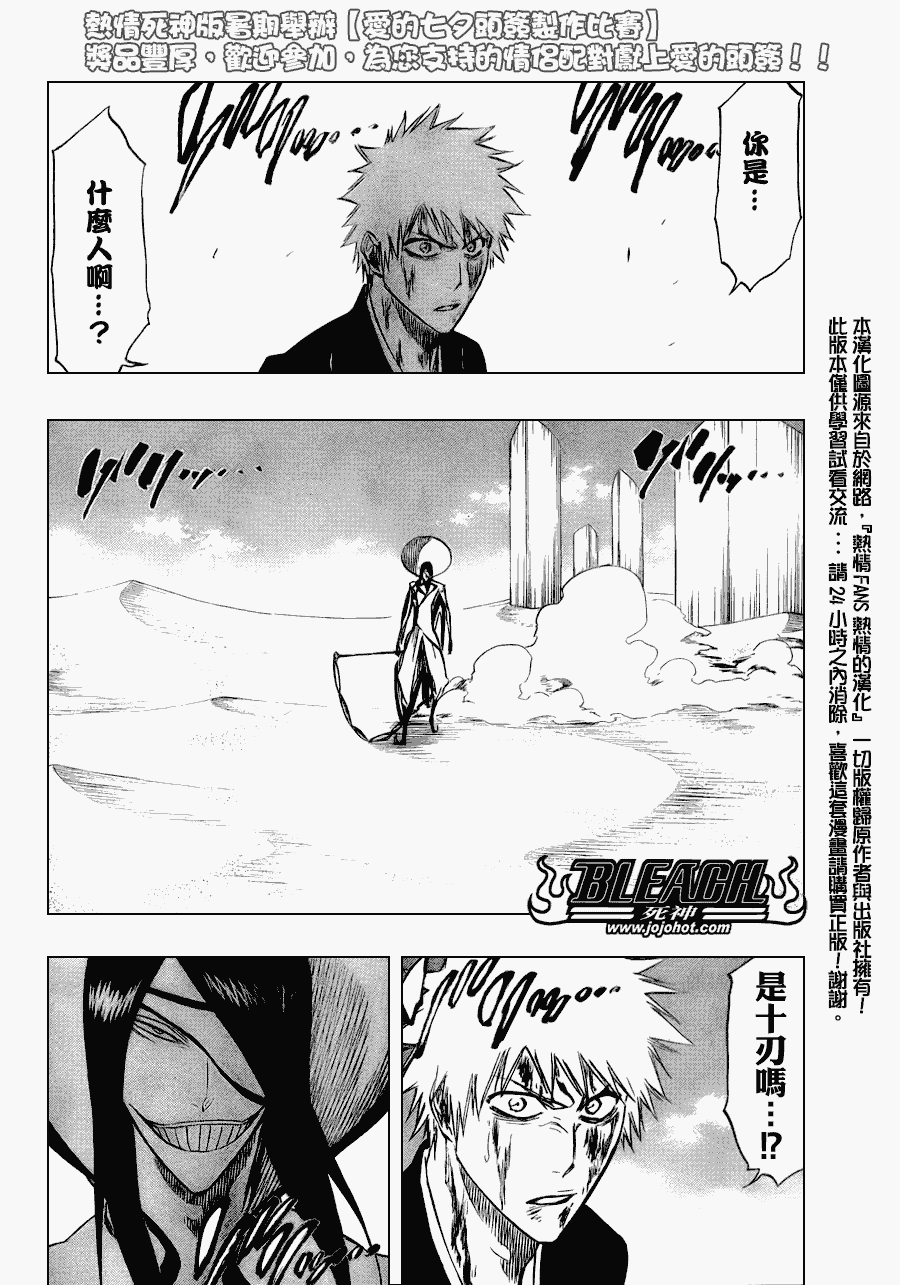 熱情死神版暑期舉辦【愛的七夕頭簽製作比賽】
獎品豐厚，歡迎參加，為您支持的情侶配對獻上愛的頭簽！！
你是…
什麼人啊…？
本漢化圖源來自於網路，『熱情FANS 熱情的漢化』一切版權歸原作者與出版社擁有！
此版本僅供學習試看交流…請24小時之內消除，喜歡這套漫畫請購買正版！謝謝。
BLEACH
死神
www.jojohot.com
是十刃嗎…!?